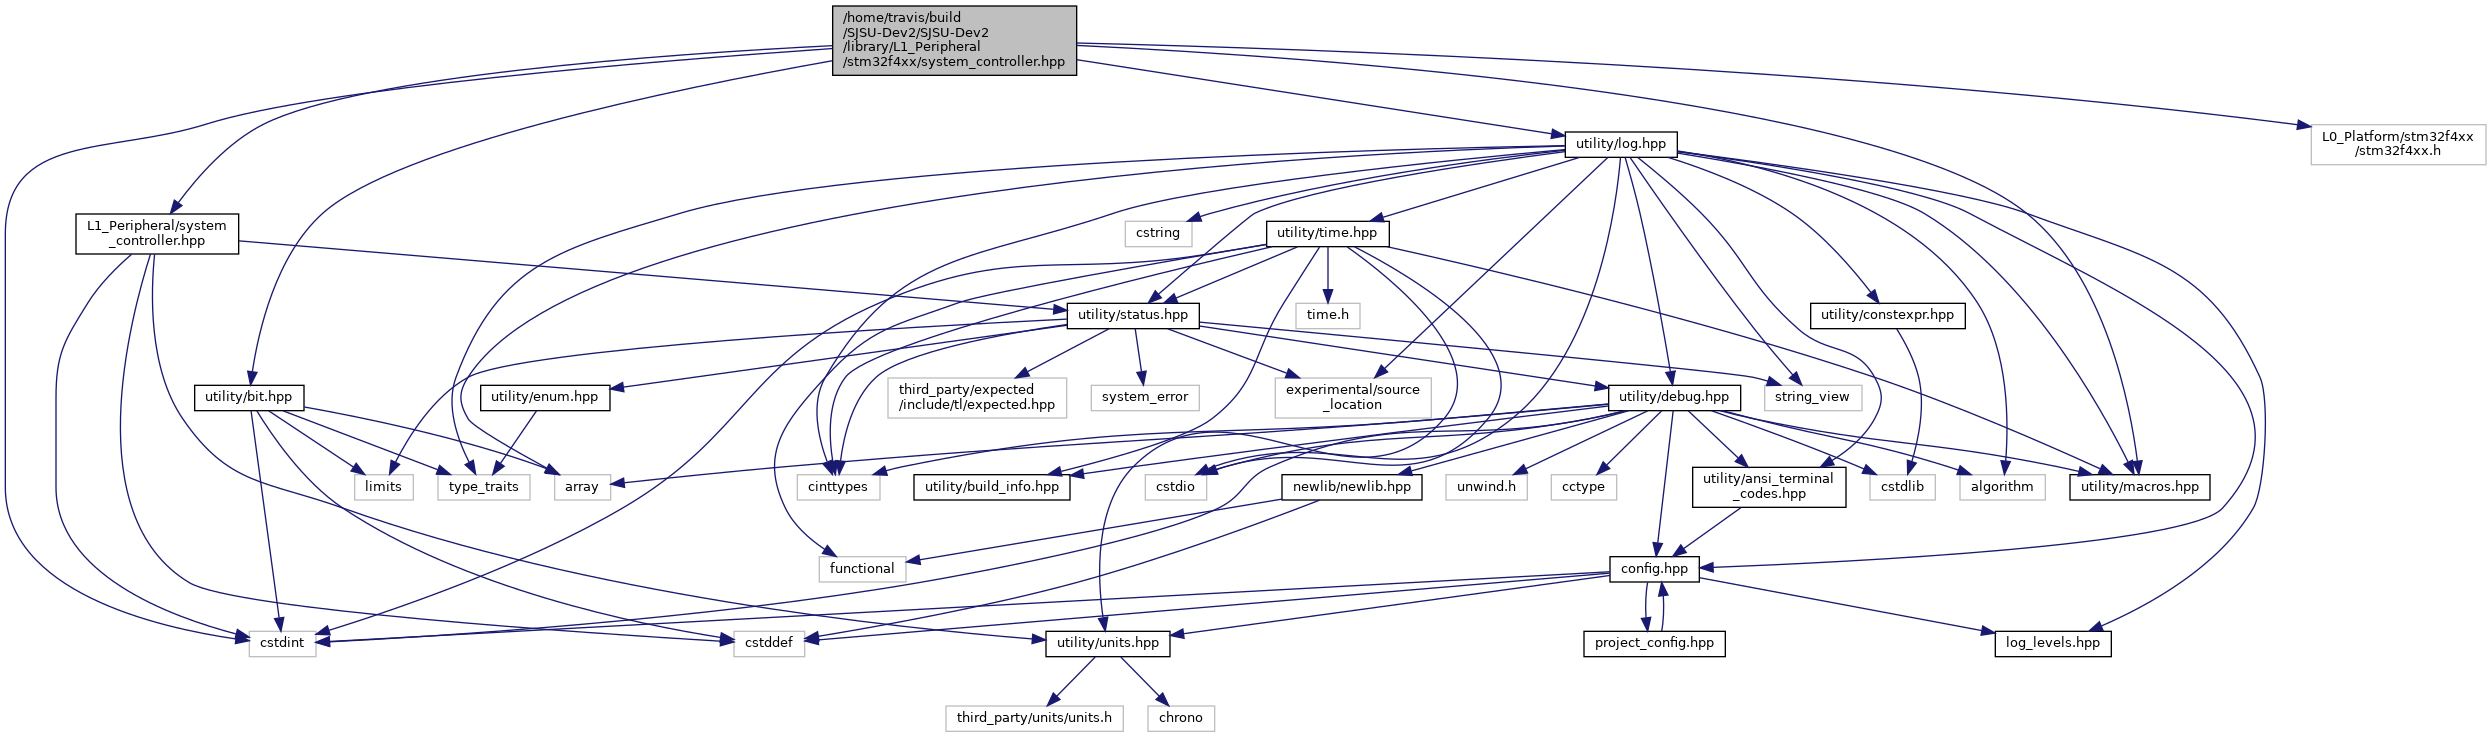 /home/travis/build
/SJSU-Dev2/SJSU-Dev2
/library/L1_Peripheral
/stm32f4xx/system_controller.hpp
utility/log.hpp
L0_Platform/stm32f4xx
/stm32f4xx.h
L1_Peripheral/system
_controller.hpp
cstring
utility/time.hpp
utility/status.hpp
time.h
utility/constexpr.hpp
utility/bit.hpp
utility/enum.hpp
third_party/expected
/include/tl/expected.hpp
system_error
experimental/source
_location
utility/debug.hpp
string_view
limits
type_traits
array
cinttypes
utility/build_info.hpp
cstdio
newlib/newlib.hpp
unwind.h
cctype
utility/ansi_terminal
_codes.hpp
cstdlib
algorithm
utility/macros.hpp
functional
config.hpp
cstdint
cstddef
utility/units.hpp
project_config.hpp
log_levels.hpp
third_party/units/units.h
chrono